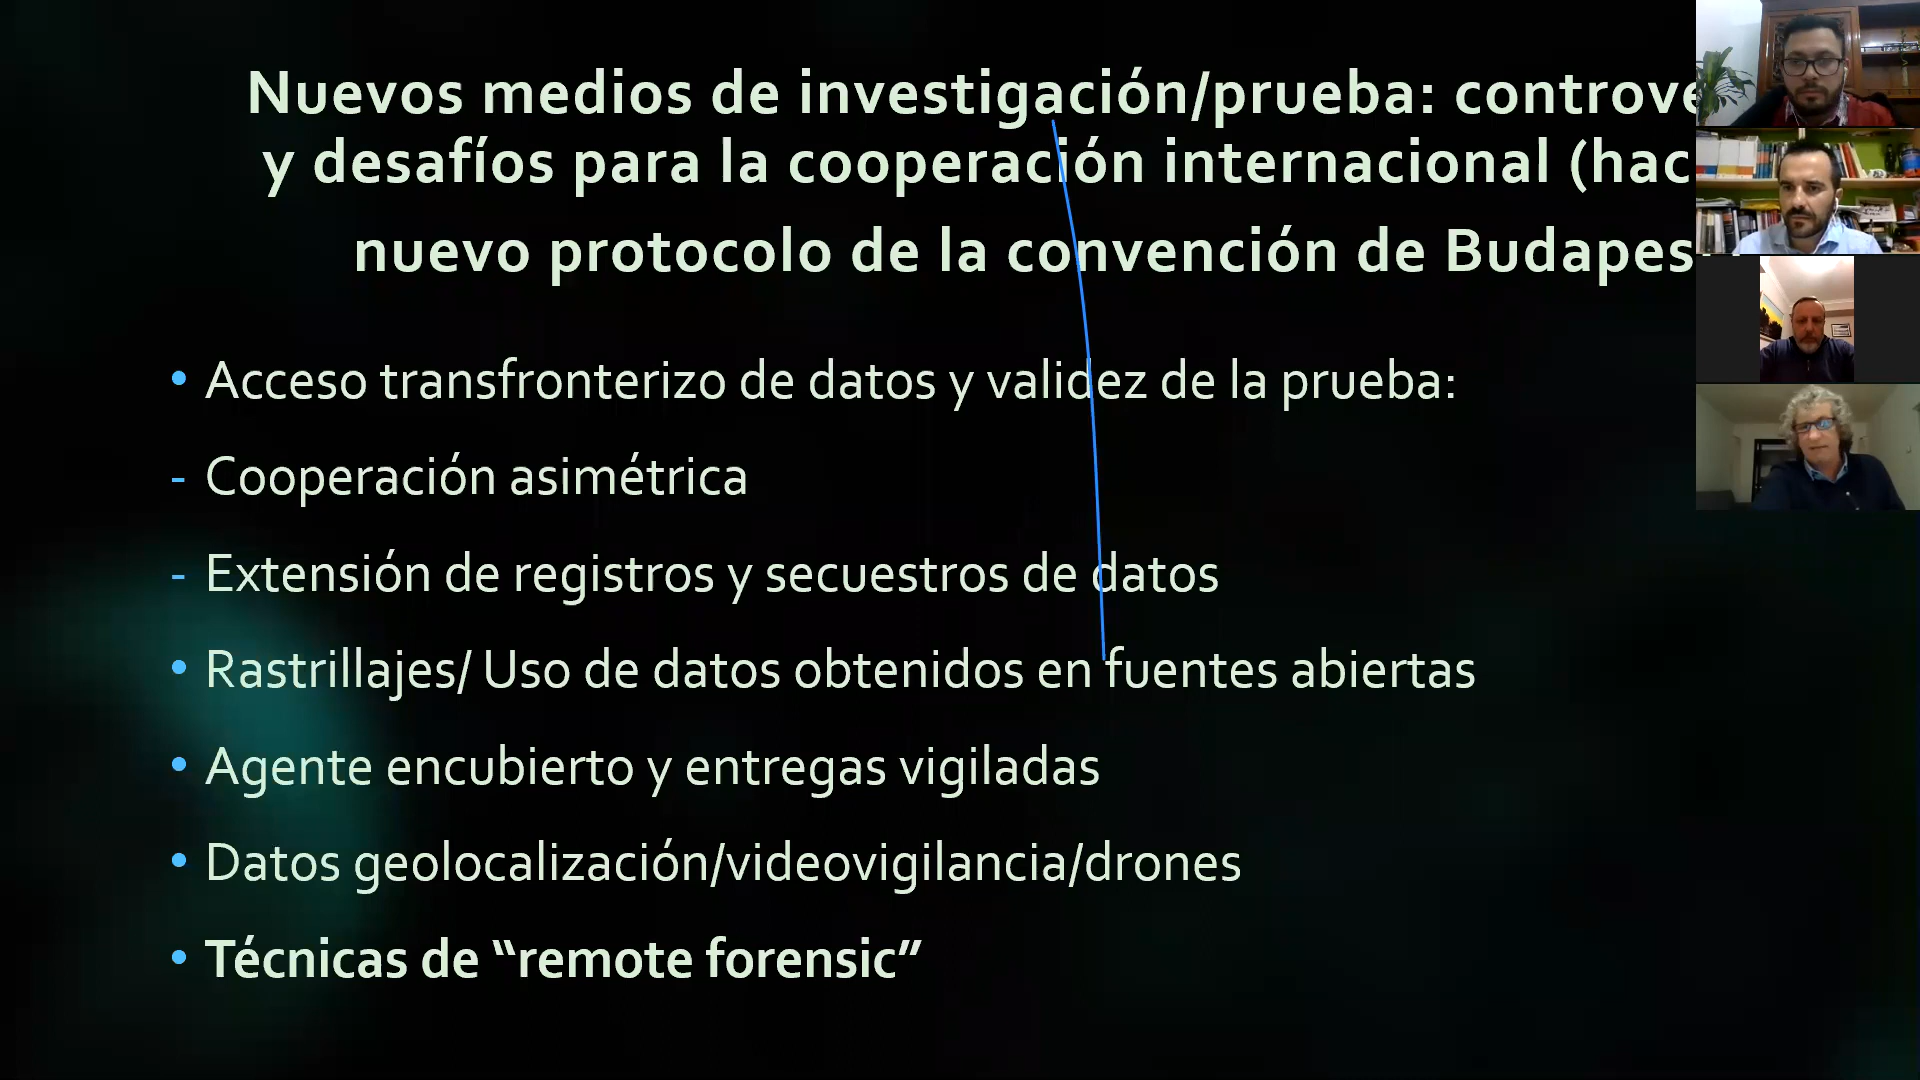 Nuevos medios de investigación/prueba: controve
y desafíos para la cooperación internacional (hac
nuevo protocolo de la convención de Budapes
• Acceso transfronterizo de datos y validez de la prueba:
- Cooperación asimétrica
- Extensión de registros y secuestros de datos
• Rastrillajes/ Uso de datos obtenidos en fuentes abiertas
• Agente encubierto y entregas vigiladas
• Datos geolocalización/videovigilancia/drones
• Técnicas de “remote forensic”